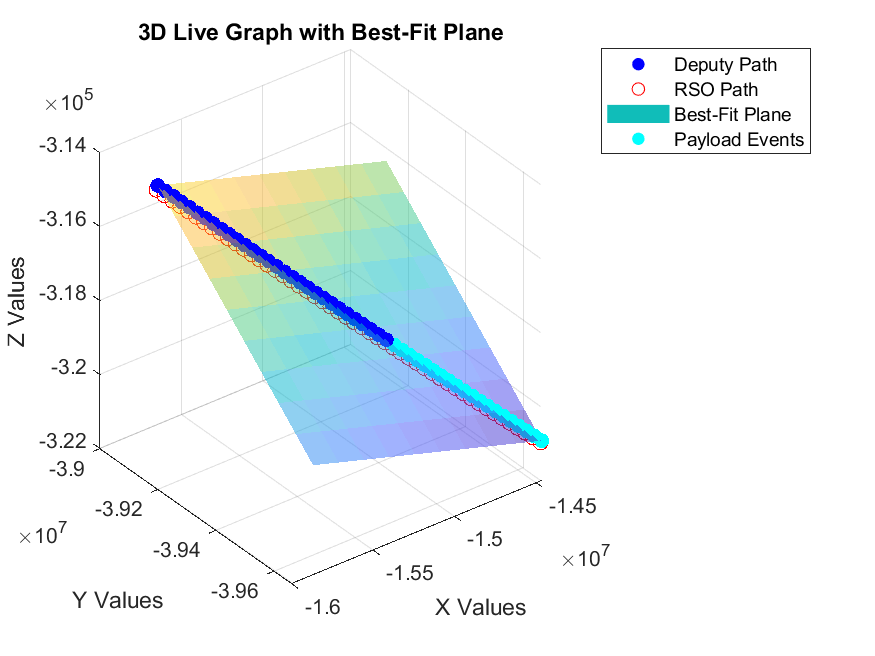 3D Live Graph with Best-Fit Plane
Deputy Path
RSO Path
Best-Fit Plane
Payload Events
×10^5
-3.14
-3.16
-3.18
-3.2
-3.22
Z Values
-3.9
-3.92
-3.94
-3.96
×10^7
Y Values
-1.6
-1.55
-1.5
-1.45
×10^7
X Values